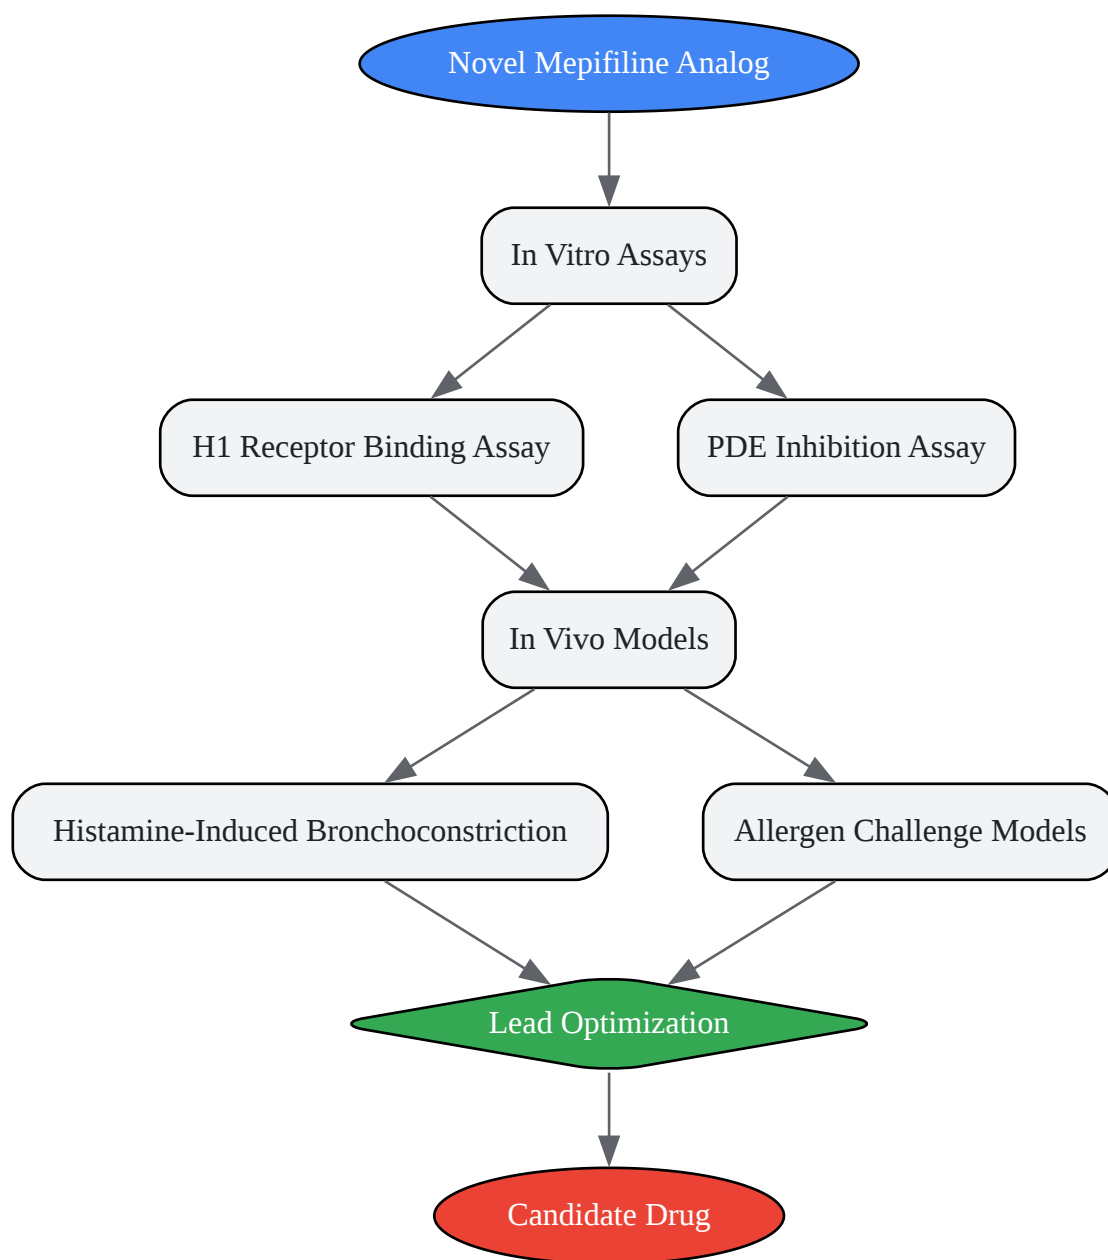 Novel Mepifiline Analog
In Vitro Assays
H1 Receptor Binding Assay
PDE Inhibition Assay
In Vivo Models
Histamine-Induced Bronchoconstriction
Allergen Challenge Models
Lead Optimization
Candidate Drug